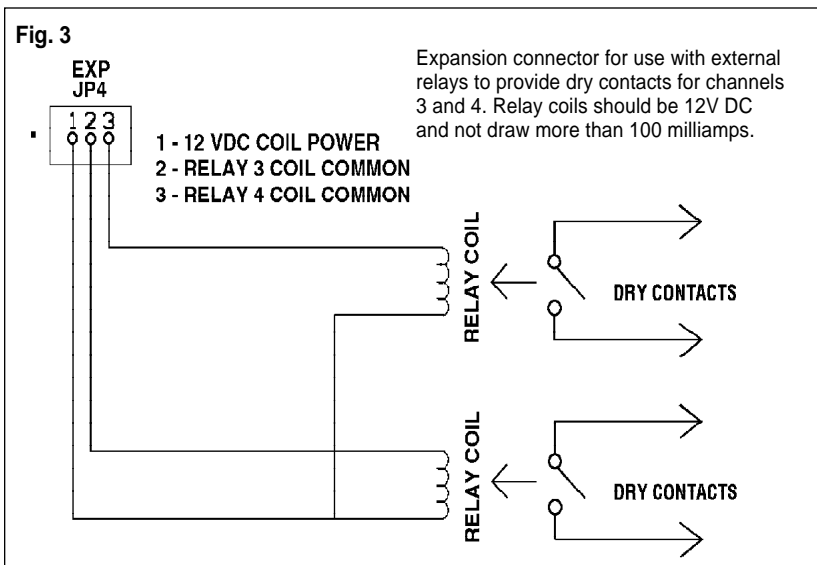 Fig. 3
EXP
JP4
1 2 3
Expansion connector for use with external
relays to provide dry contacts for channels
3 and 4. Relay coils should be 12V DC
and not draw more than 100 milliamps.
1 - 12 VDC COIL POWER
2 - RELAY 3 COIL COMMON
3 - RELAY 4 COIL COMMON
RELAY COIL
DRY CONTACTS
RELAY COIL
DRY CONTACTS